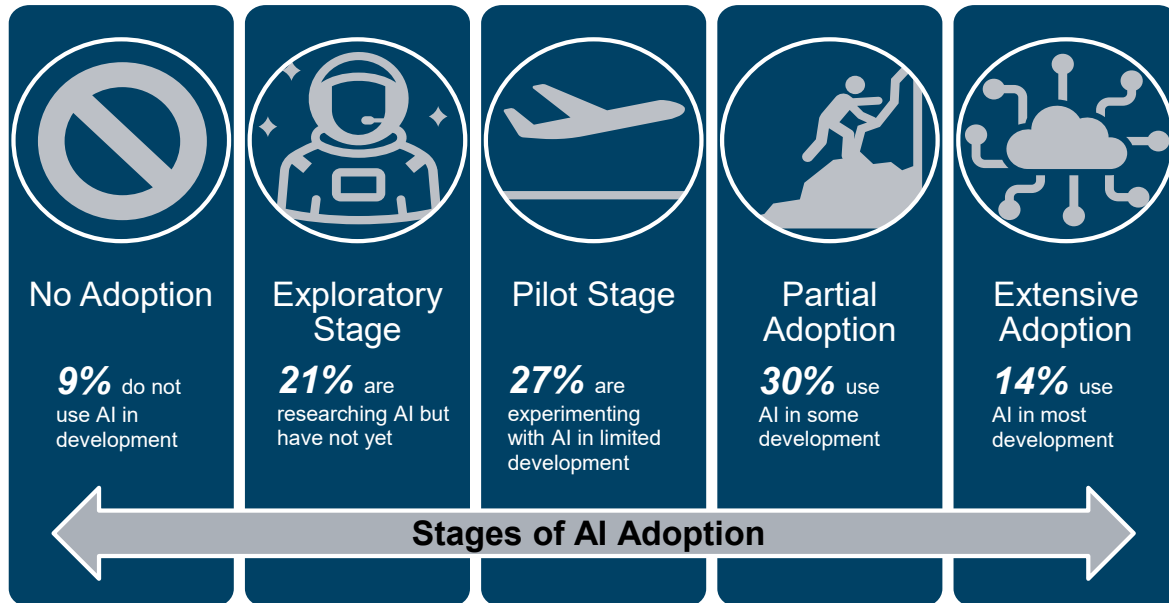 No Adoption
9% do not
use AI in
development
Exploratory
Stage
21% are
researching AI but
have not yet
Pilot Stage
27% are
experimenting
with AI in limited
development
Partial
Adoption
30% use
AI in some
development
Extensive
Adoption
14% use
AI in most
development
Stages of AI Adoption